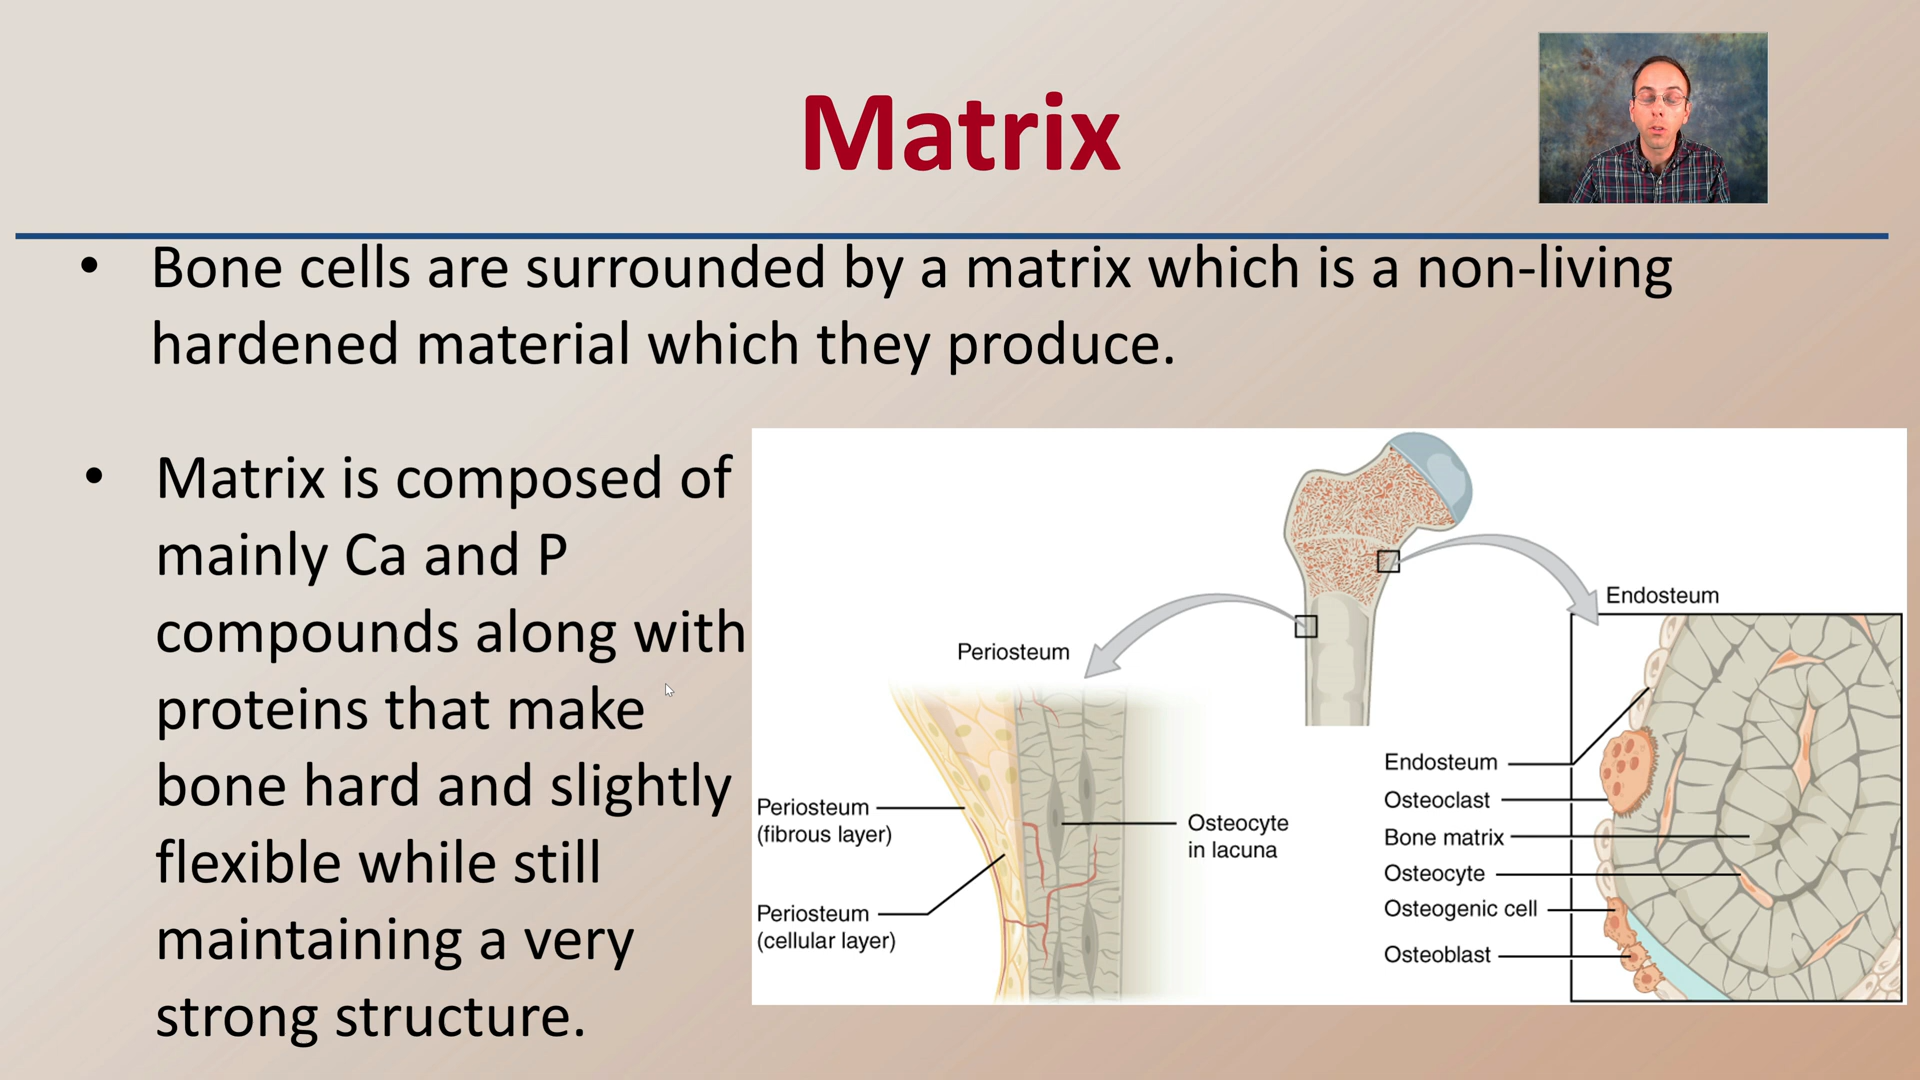 Matrix
• Bone cells are surrounded by a matrix which is a non-living
hardened material which they produce.
• Matrix is composed of
mainly Ca and P
compounds along with
proteins that make
bone hard and slightly
flexible while still
maintaining a very
strong structure.
Periosteum
Periosteum
(fibrous layer)
Periosteum
(cellular layer)
Osteocyte
in lacuna
Endosteum
Endosteum
Osteoclast
Bone matrix
Osteocyte
Osteogenic cell
Osteoblast